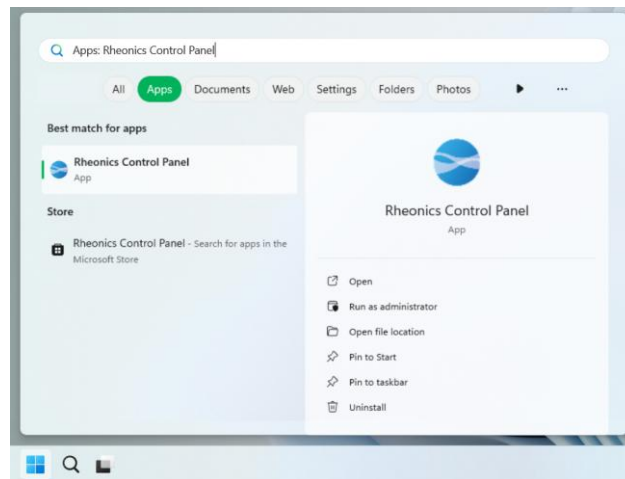 Apps: Rheonics Control Panel
All Apps Documents Web Settings Folders Photos ...
Best match for apps
Rheonics Control Panel
App
Store
Rheonics Control Panel - Search for apps in the
Microsoft Store
Rheonics Control Panel
App
Open
Run as administrator
Open file location
Pin to Start
Pin to taskbar
Uninstall